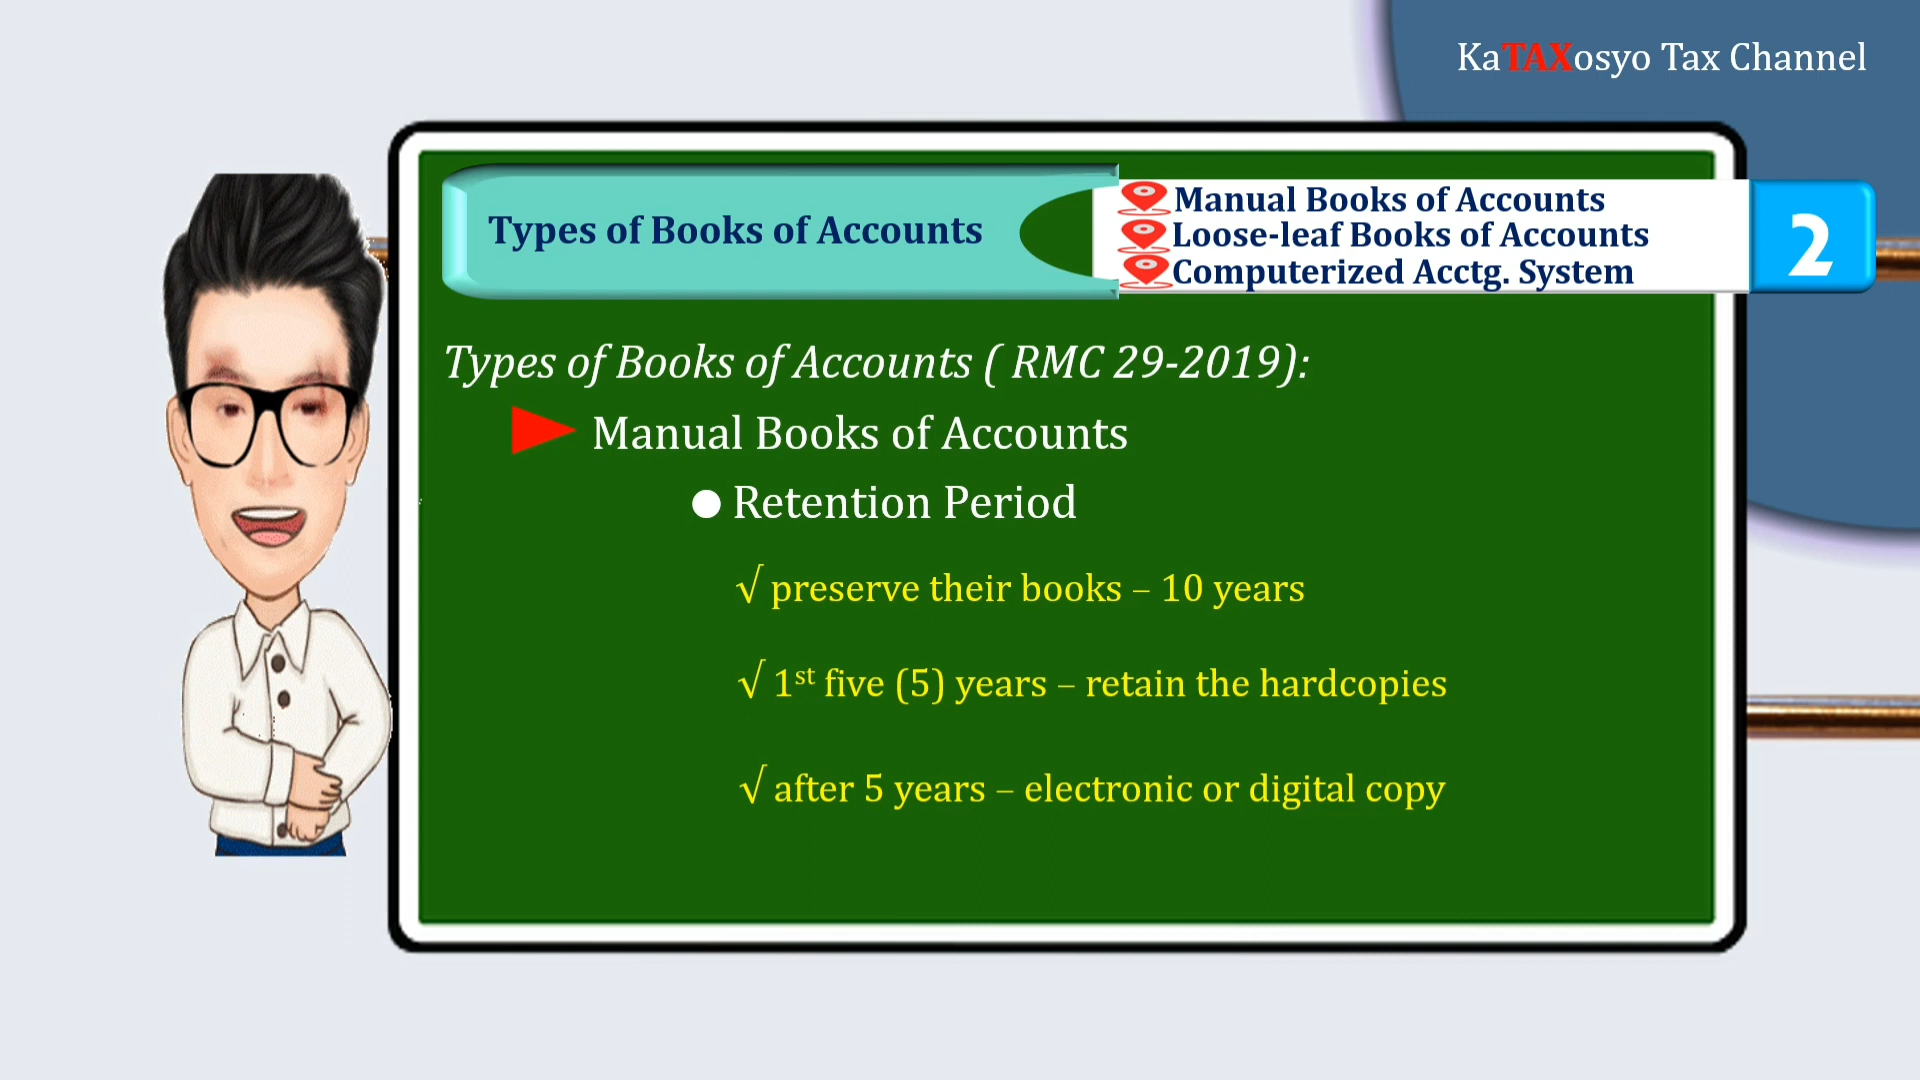 KaTAXosyo Tax Channel
Types of Books of Accounts
Manual Books of Accounts
Loose-leaf Books of Accounts
Computerized Acctg. System
2
Types of Books of Accounts ( RMC 29-2019):
Manual Books of Accounts
● Retention Period
√ preserve their books – 10 years
√ 1st five (5) years – retain the hardcopies
√ after 5 years – electronic or digital copy